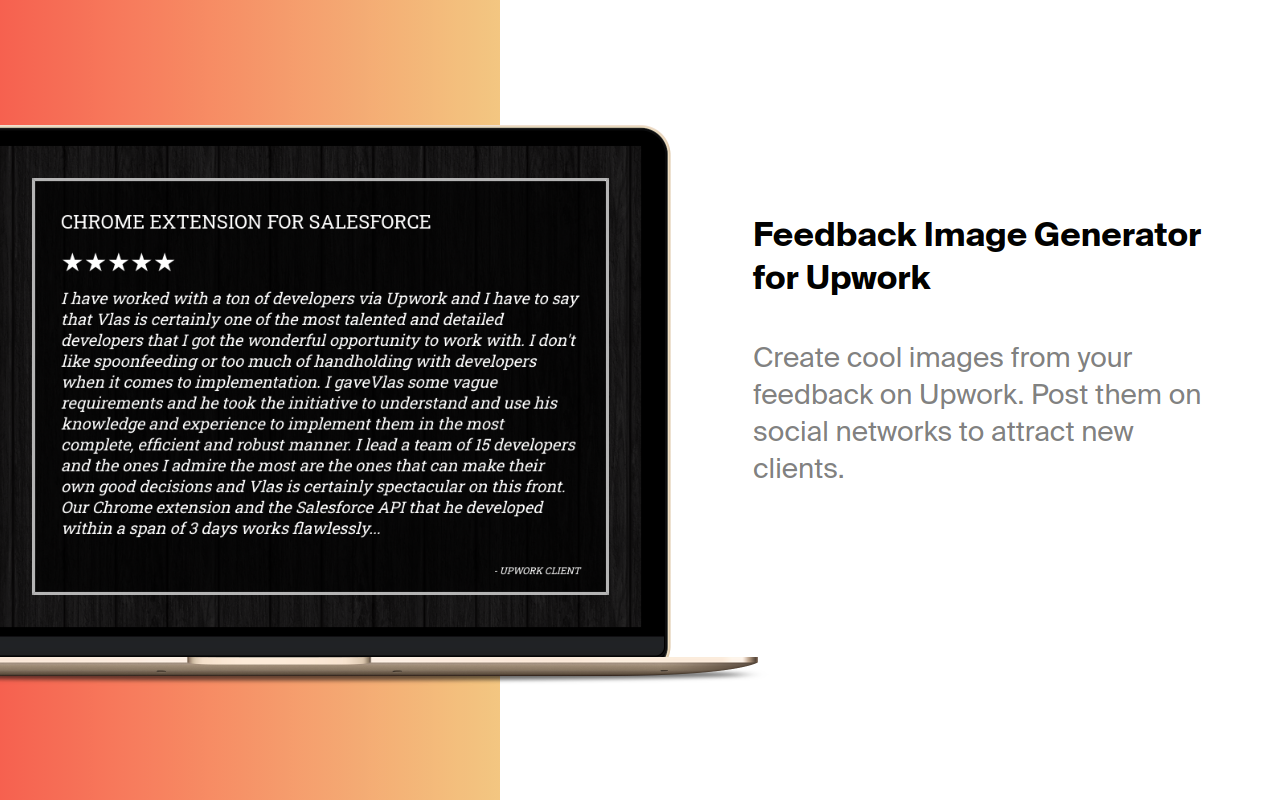 CHROME EXTENSION FOR SALESFORCE
★★★★★
I have worked with a ton of developers via Upwork and I have to say
that Vlas is certainly one of the most talented and detailed
developers that I got the wonderful opportunity to work with. I don't
like spoonfeeding or too much of handholding with developers
when it comes to implementation. I gaveVlas some vague
requirements and he took the initiative to understand and use his
knowledge and experience to implement them in the most
complete, efficient and robust manner. I lead a team of 15 developers
and the ones I admire the most are the ones that can make their
own good decisions and Vlas is certainly spectacular on this front.
Our Chrome extension and the Salesforce API that he developed
within a span of 3 days works flawlessly...
- UPWORK CLIENT
Feedback Image Generator
for Upwork
Create cool images from your
feedback on Upwork. Post them on
social networks to attract new
clients.